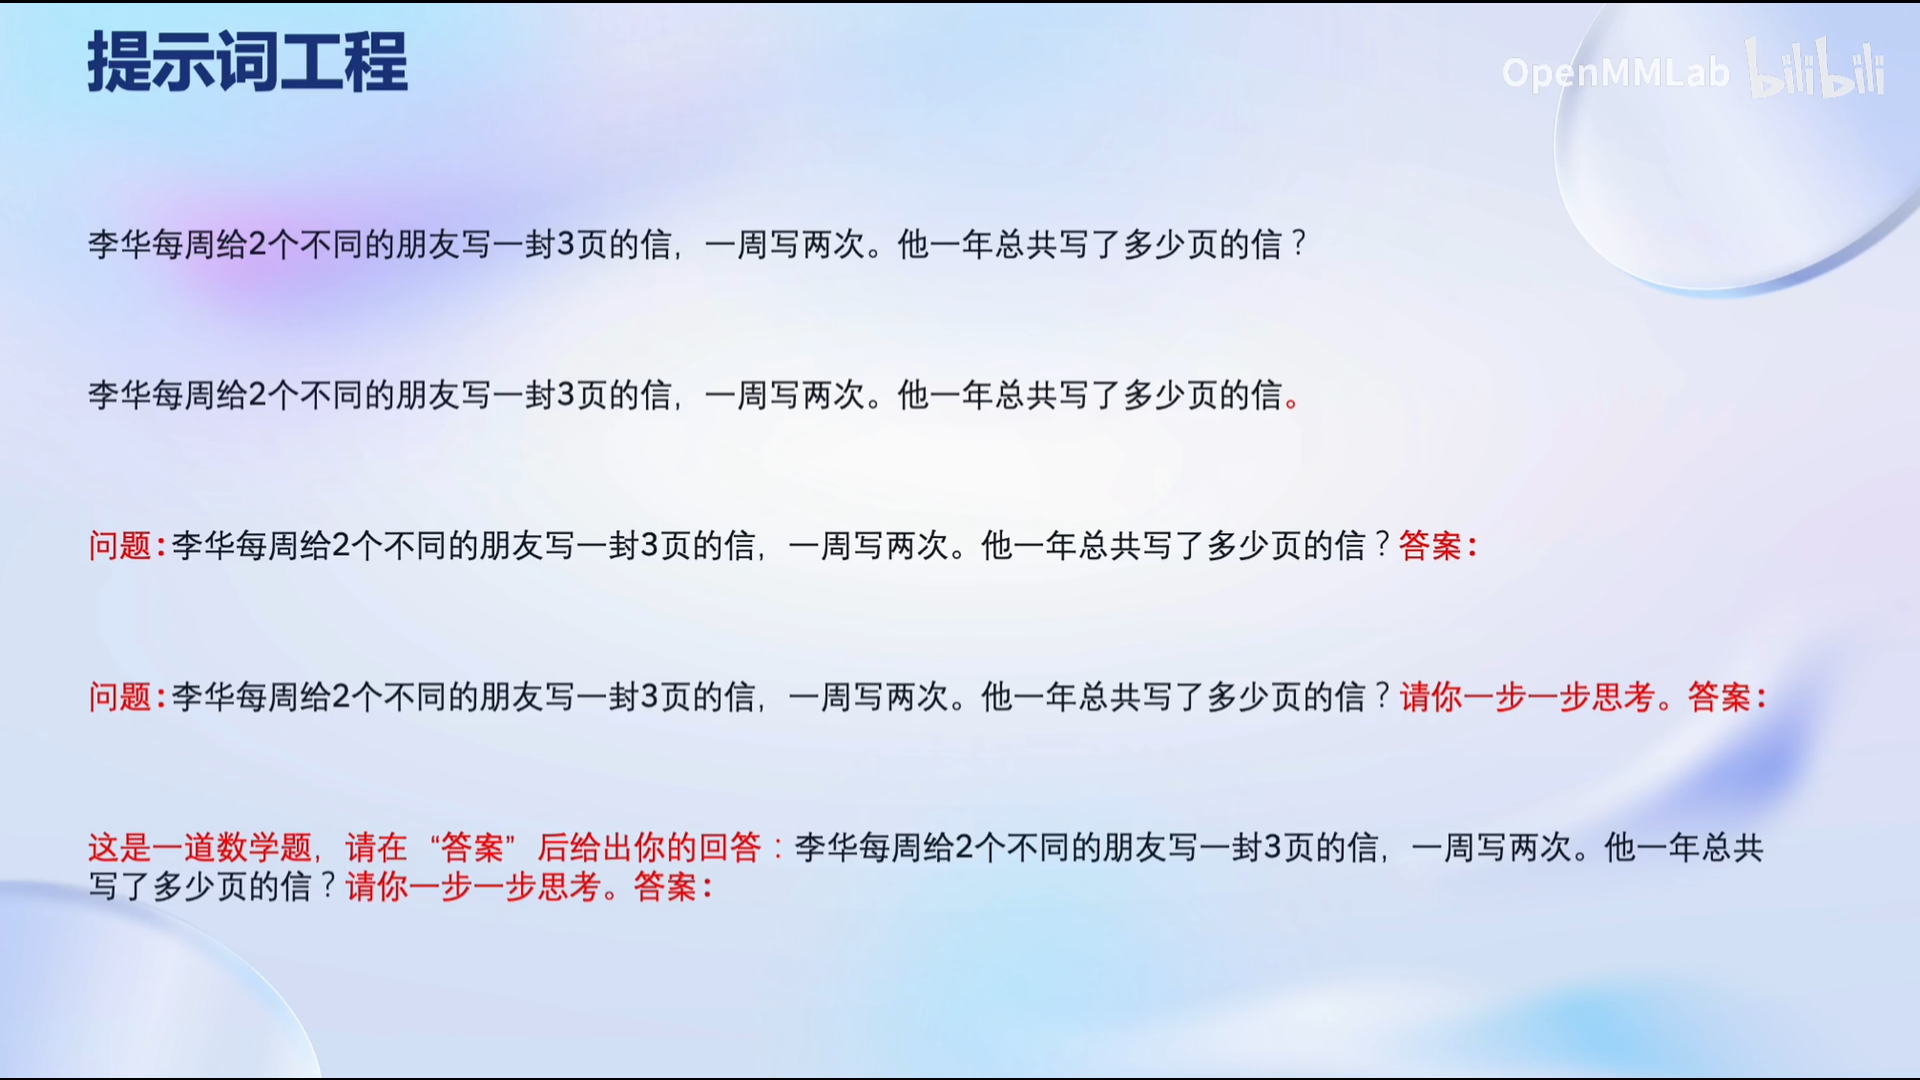 提示词工程
OpenMMLab bilibili
李华每周给2个不同的朋友写一封3页的信，一周写两次。他一年总共写了多少页的信？
李华每周给2个不同的朋友写一封3页的信，一周写两次。他一年总共写了多少页的信。
问题:李华每周给2个不同的朋友写一封3页的信，一周写两次。他一年总共写了多少页的信？答案:
问题:李华每周给2个不同的朋友写一封3页的信，一周写两次。他一年总共写了多少页的信？请你一步一步思考。答案:
这是一道数学题，请在“答案”后给出你的回答：李华每周给2个不同的朋友写一封3页的信，一周写两次。他一年总共
写了多少页的信？请你一步一步思考。答案: